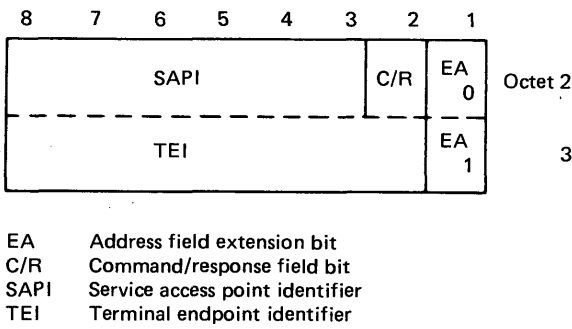 8 7 6 5 4 3 2 1
SAPI C/R EA 0 Octet 2
TEI EA 1 3
EA Address field extension bit
C/R Command/response field bit
SAPI Service access point identifier
TEI Terminal endpoint identifier